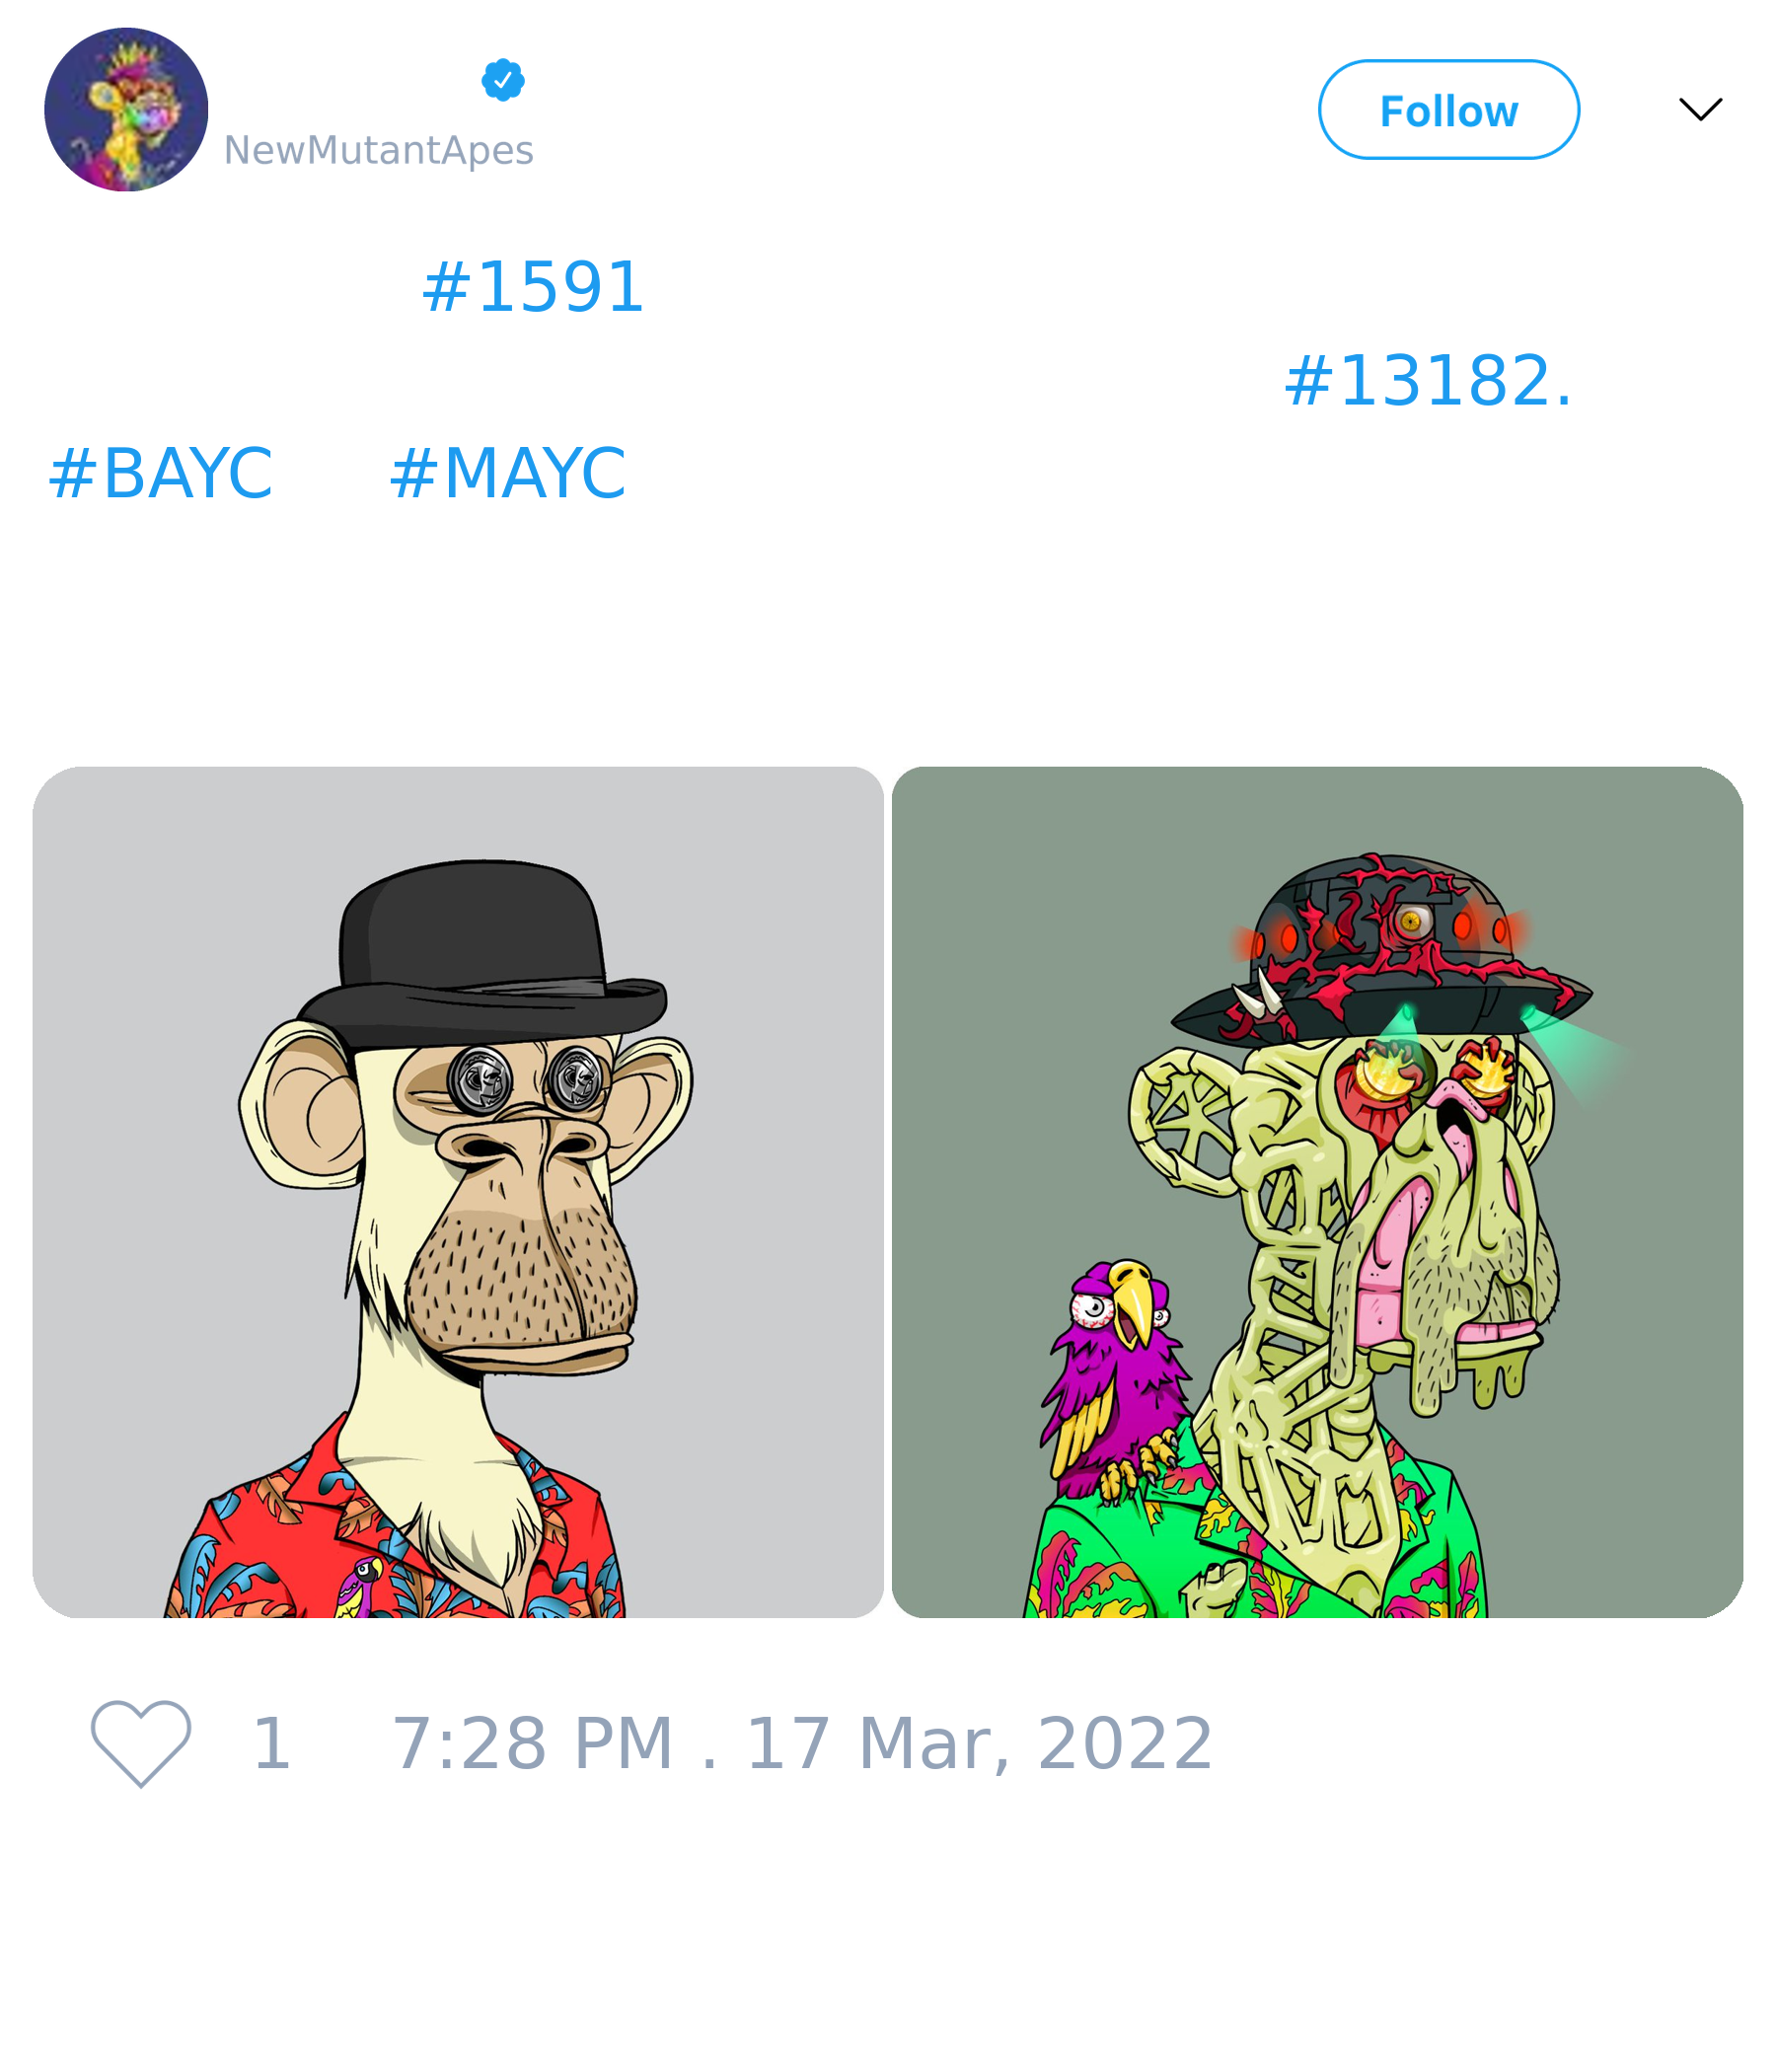 NewMutantApes
Follow
#1591
#13182.
#BAYC #MAYC
1 7:28 PM . 17 Mar, 2022